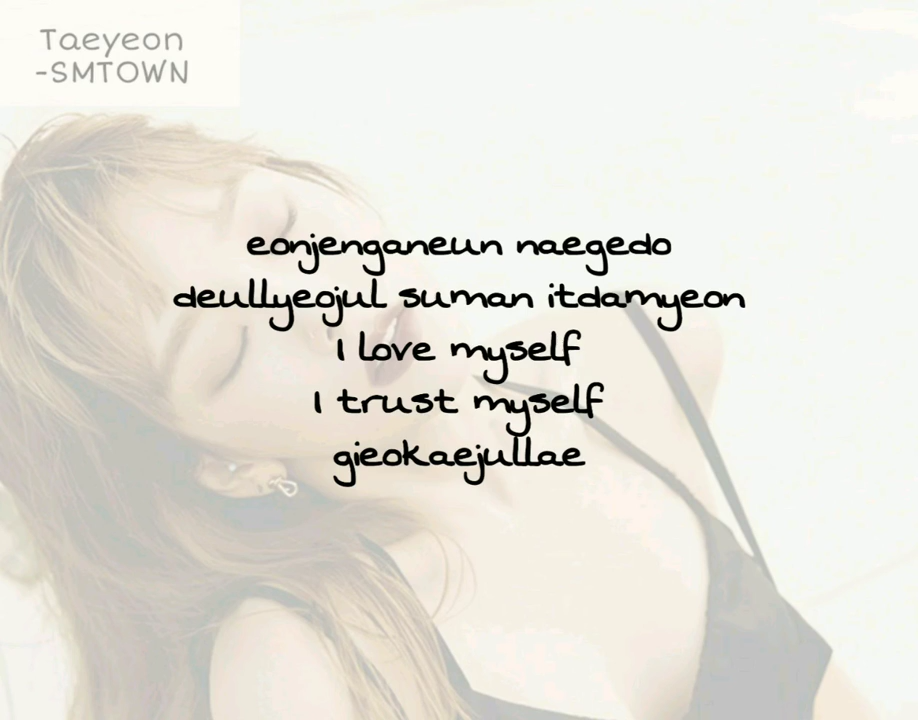 Taeyeon
-SMTOWN
eonjenganeun naegedo
deullyeojul suman itdamyeon
I love myself
I trust myself
gieokaejullae